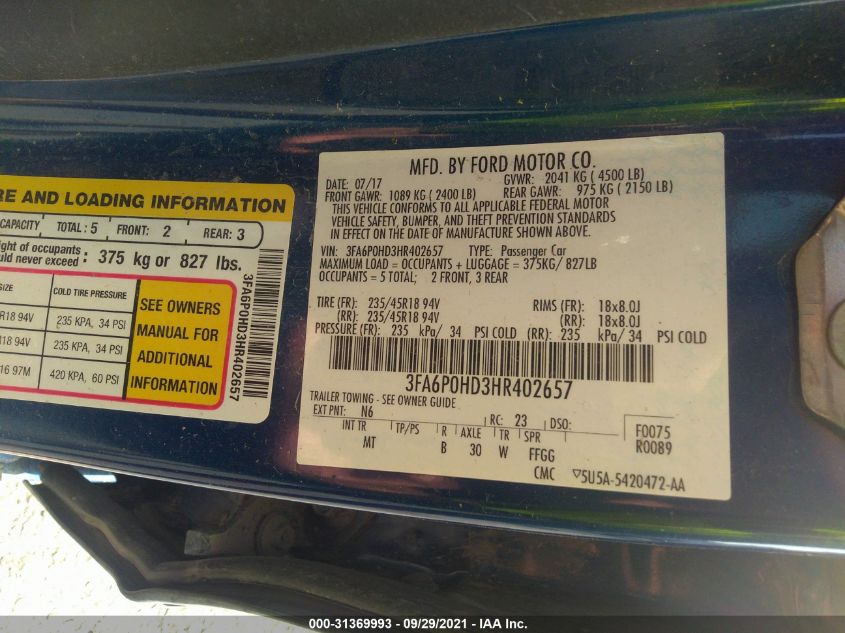 RE AND LOADING INFORMATION
CAPACITY TOTAL : 5 FRONT: 2 REAR: 3
ght of occupants
uld never exceed : 375 kg or 827 lbs.
SIZE COLD TIRE PRESSURE
R18 94V 235 KPA, 34 PSI
R18 94V 235 KPA, 34 PSI
16 97M 420 KPA, 60 PSI
SEE OWNERS
MANUAL FOR
ADDITIONAL
INFORMATION
3FA6P0HD3HR402657
MFD. BY FORD MOTOR CO.
DATE: 07/17 GVWR: 2041 KG ( 4500 LB)
FRONT GAWR: 1089 KG ( 2400 LB) REAR GAWR: 975 KG ( 2150 LB)
THIS VEHICLE CONFORMS TO ALL APPLICABLE FEDERAL MOTOR
VEHICLE SAFETY, BUMPER, AND THEFT PREVENTION STANDARDS
IN EFFECT ON THE DATE OF MANUFACTURE SHOWN ABOVE.
VIN: 3FA6P0HD3HR402657 TYPE: Passenger Car
MAXIMUM LOAD = OCCUPANTS + LUGGAGE = 375KG/ 827LB
OCCUPANTS = 5 TOTAL; 2 FRONT, 3 REAR
TIRE (FR): 235/45R18 94V RIMS (FR): 18x8.0J
(RR): 235/45R18 94V (RR): 18x8.0J
PRESSURE (FR): 235 kPa/ 34 PSI COLD (RR): 235 kPa/ 34 PSI COLD
3FA6P0HD3HR402657
TRAILER TOWING - SEE OWNER GUIDE
EXT PNT: N6 RC: 23 DSO: F0075
R0089
INT TR TP/PS R AXLE TR SPR
MT B 30 W FFGG
CMC 5U5A-5420472-AA
000-31369993 - 09/29/2021 - IAA Inc.